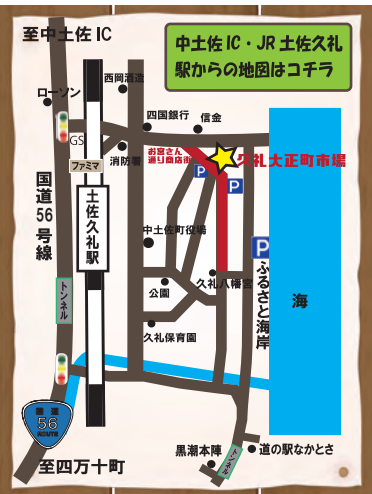 至中土佐IC
中土佐IC・JR土佐久礼
駅からの地図はコチラ
西岡酒造
ローソン
四国銀行
信金
GS
消防署
お宮さん
通り商店街
久礼大正町市場
ファミマ
P
P
国道56号線
土佐久礼駅
中土佐町役場
P
ふるさと海岸
海
久礼八幡宮
公園
トンネル
久礼保育園
国道
56
ROUTE
至四万十町
黒潮本陣
トンネル
道の駅なかとさ